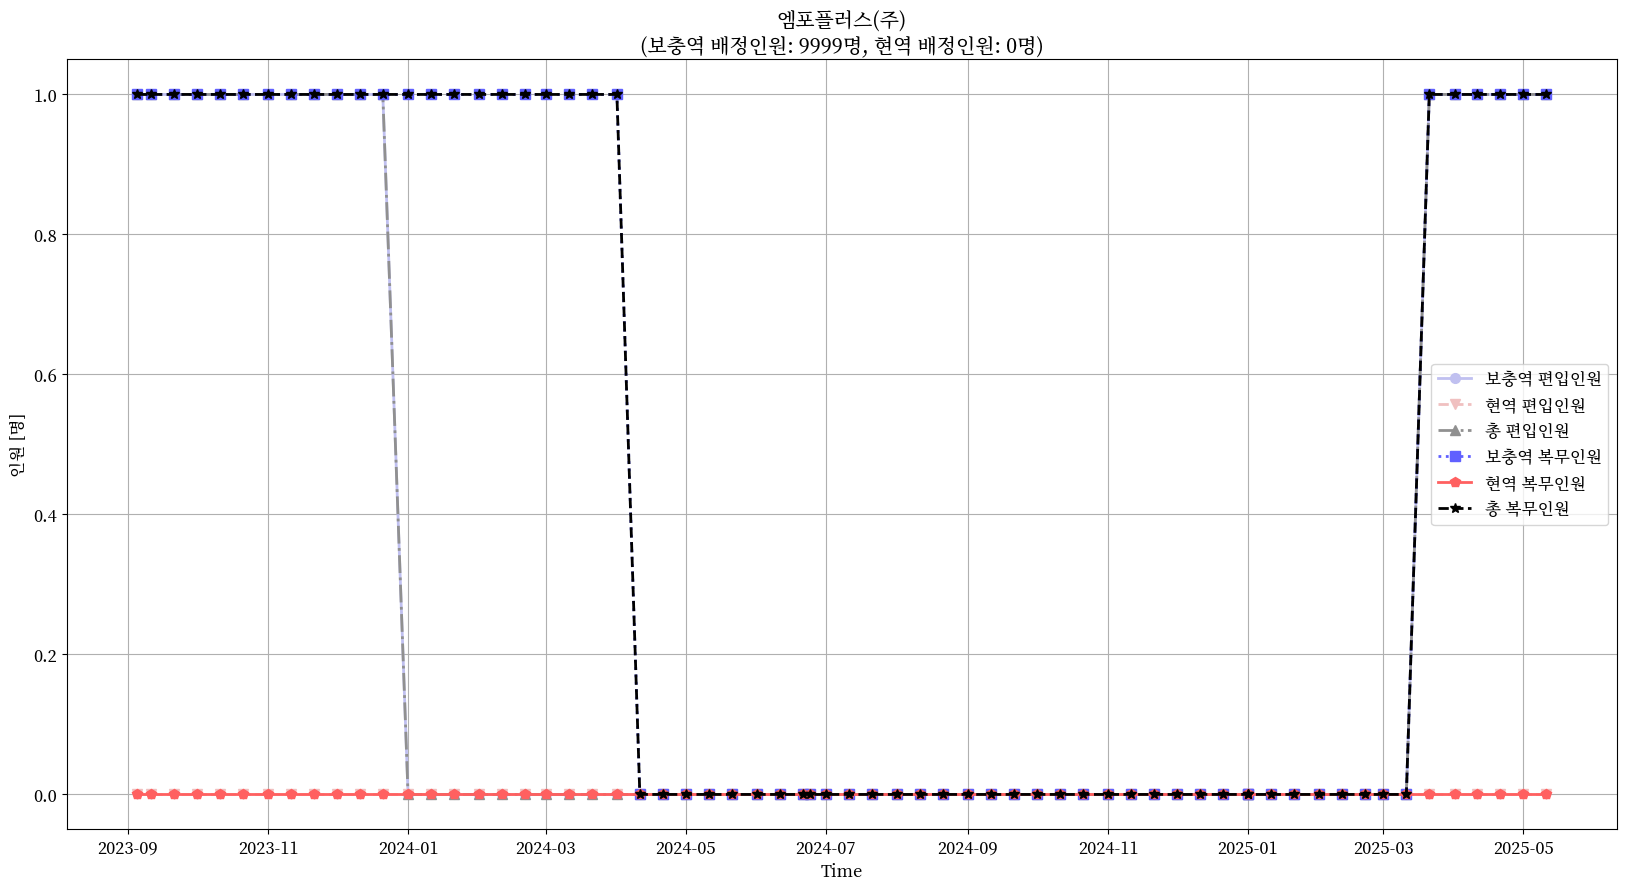 엠포플러스(주)
(보충역 배정인원: 9999명, 현역 배정인원: 0명)
1.0
0.8
0.6
0.4
0.2
0.0
인원 [명]
보충역 편입인원
현역 편입인원
총 편입인원
보충역 복무인원
현역 복무인원
총 복무인원
2023-09
2023-11
2024-01
2024-03
2024-05
2024-07
2024-09
2024-11
2025-01
2025-03
2025-05
Time